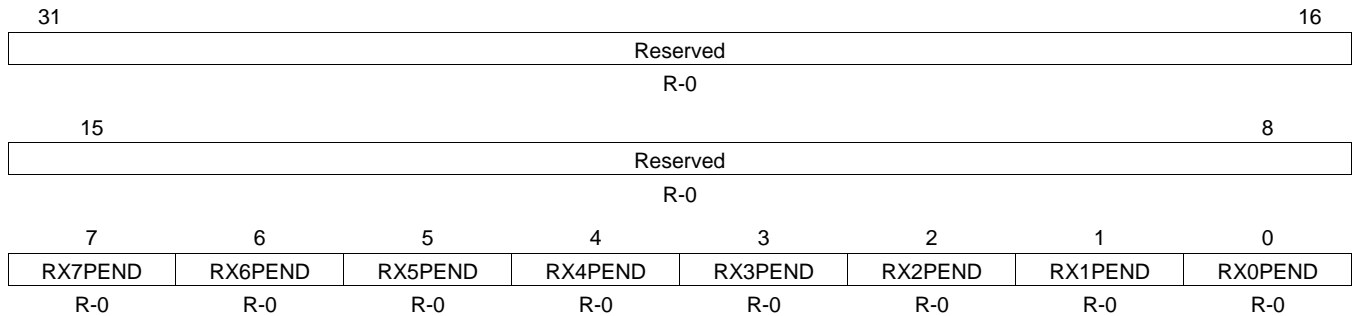 31 16
Reserved
R-0
15 8
Reserved
R-0
7 6 5 4 3 2 1 0
RX7PEND RX6PEND RX5PEND RX4PEND RX3PEND RX2PEND RX1PEND RX0PEND
R-0 R-0 R-0 R-0 R-0 R-0 R-0 R-0